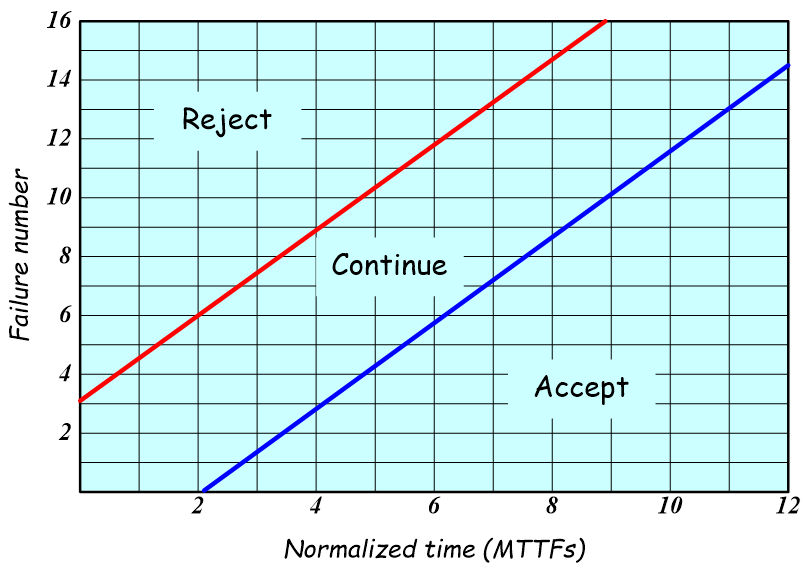 16
14
12
10
8
6
4
2
Failure number
Reject
Continue
Accept
2 4 6 8 10 12
Normalized time (MTTFs)